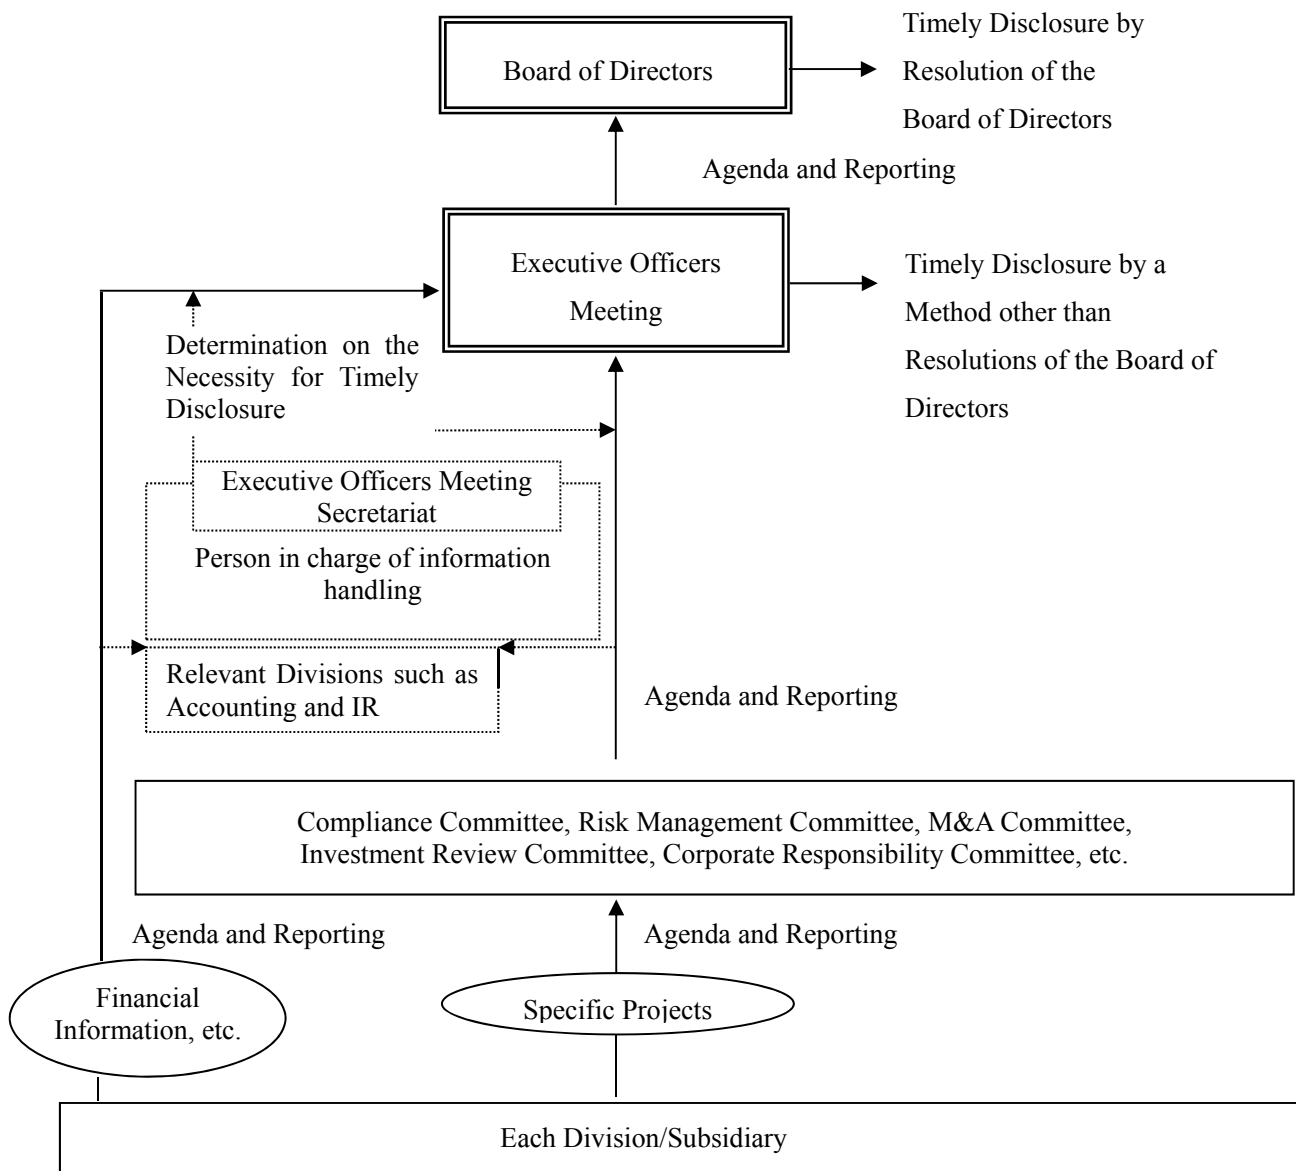 Board of Directors
Timely Disclosure by
Resolution of the
Board of Directors
Agenda and Reporting
Executive Officers
Meeting
Timely Disclosure by a
Method other than
Resolutions of the Board of
Directors
Determination on the
Necessity for Timely
Disclosure
Executive Officers Meeting
Secretariat
Person in charge of information
handling
Relevant Divisions such as
Accounting and IR
Agenda and Reporting
Compliance Committee, Risk Management Committee, M&A Committee,
Investment Review Committee, Corporate Responsibility Committee, etc.
Agenda and Reporting
Agenda and Reporting
Financial
Information, etc.
Specific Projects
Each Division/Subsidiary